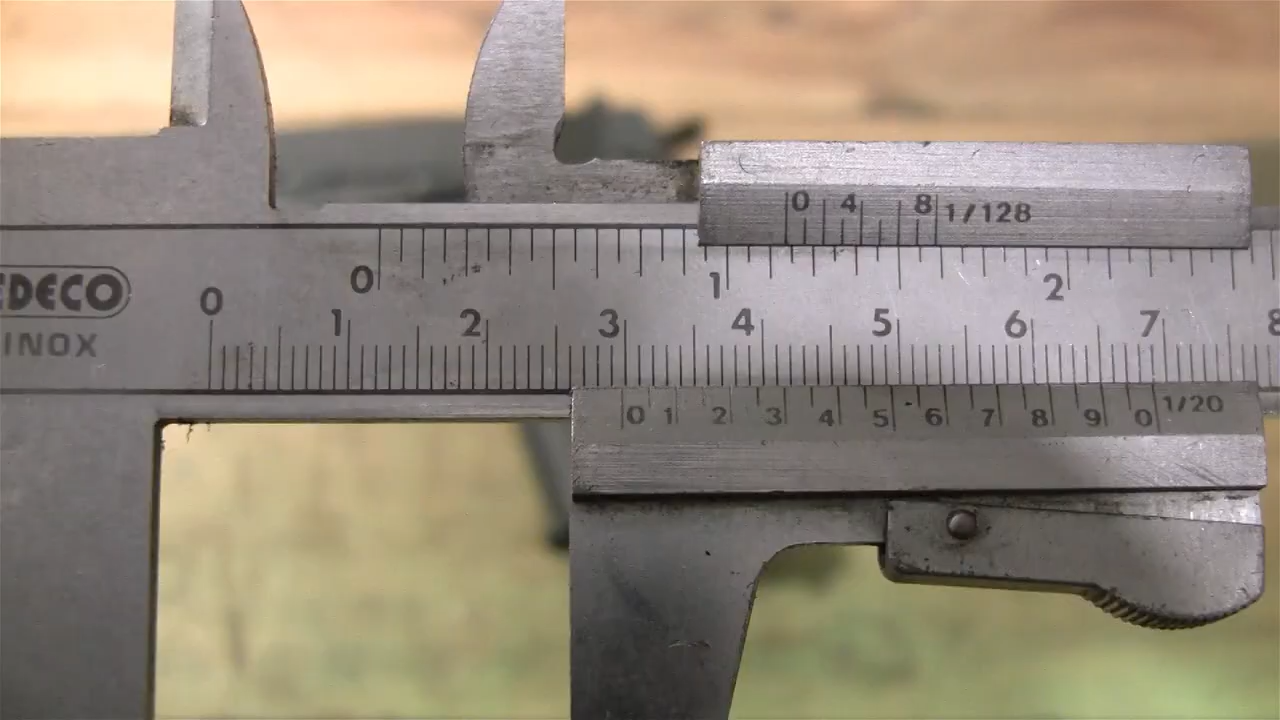 0 4 8 1/128
0 1 2
EDECO
INOX
0 1 2 3 4 5 6 7 8
0 1 2 3 4 5 6 7 8 9 0 1/20